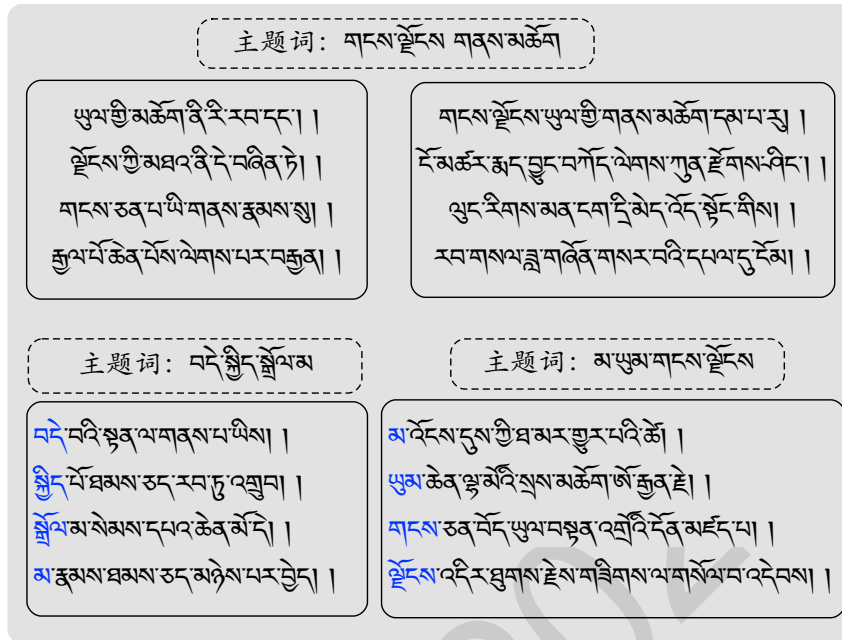 主题词：གངས་ལྗོངས་ གནས་མཆོག
ཡུལ་གྱི་མཆོག་ནི་རི་རབ་དང་། །
ལྗོངས་ཀྱི་མཐའ་ནི་དེ་བཞིན་ཏེ། །
གངས་ཅན་པ་ཡི་གནས་རྣམས་སུ། །
རྒྱལ་པོ་ཆེན་པོས་ལེགས་པར་བརྒྱན། །
གངས་ལྗོངས་ཡུལ་གྱི་གནས་མཆོག་དམ་པ་རུ། །
ངོ་མཚར་རྨད་བྱུང་བཀོད་ལེགས་ཀུན་རྫོགས་ཤིང་། །
ལུང་རིགས་མན་ངག་དྲི་མེད་འོད་སྟོང་གིས། །
རབ་གསལ་ཟླ་གཞོན་གསར་བའི་དཔལ་དུ་ངོམ། །
主题词：བདེ་སྐྱིད་སྒྲོལ་མ
བདེ་བའི་སྟན་ལ་གནས་པ་ཡིས། །
སྐྱིད་པོ་ཐམས་ཅད་རབ་ཏུ་འགྲུབ། །
སྒྲོལ་མ་སེམས་དཔའ་ཆེན་མོ་དེ། །
མ་རྣམས་ཐམས་ཅད་མཉེས་པར་བྱེད། །
主题词：མ་ཡུམ་གངས་ལྗོངས
མ་འོངས་དུས་ཀྱི་ཐ་མར་གྱུར་པའི་ཚེ། །
ཡུམ་ཆེན་ལྷ་མོའི་སྲས་མཆོག་ཨོ་རྒྱན་རྗེ། །
གངས་ཅན་བོད་ཡུལ་བསྟན་འགྲོའི་དོན་མཛད་པ། །
ལྗོངས་འདིར་ཐུགས་རྗེས་གཟིགས་ལ་གསོལ་བ་འདེབས། །